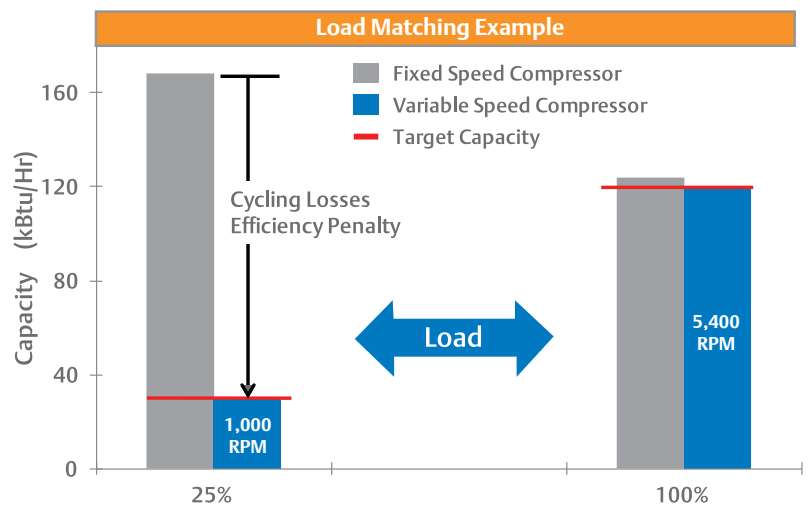 Load Matching Example
Fixed Speed Compressor
Variable Speed Compressor
Target Capacity
Capacity (kBtu/Hr)
160
120
80
40
0
Cycling Losses
Efficiency Penalty
Load
1,000
RPM
5,400
RPM
25%
100%